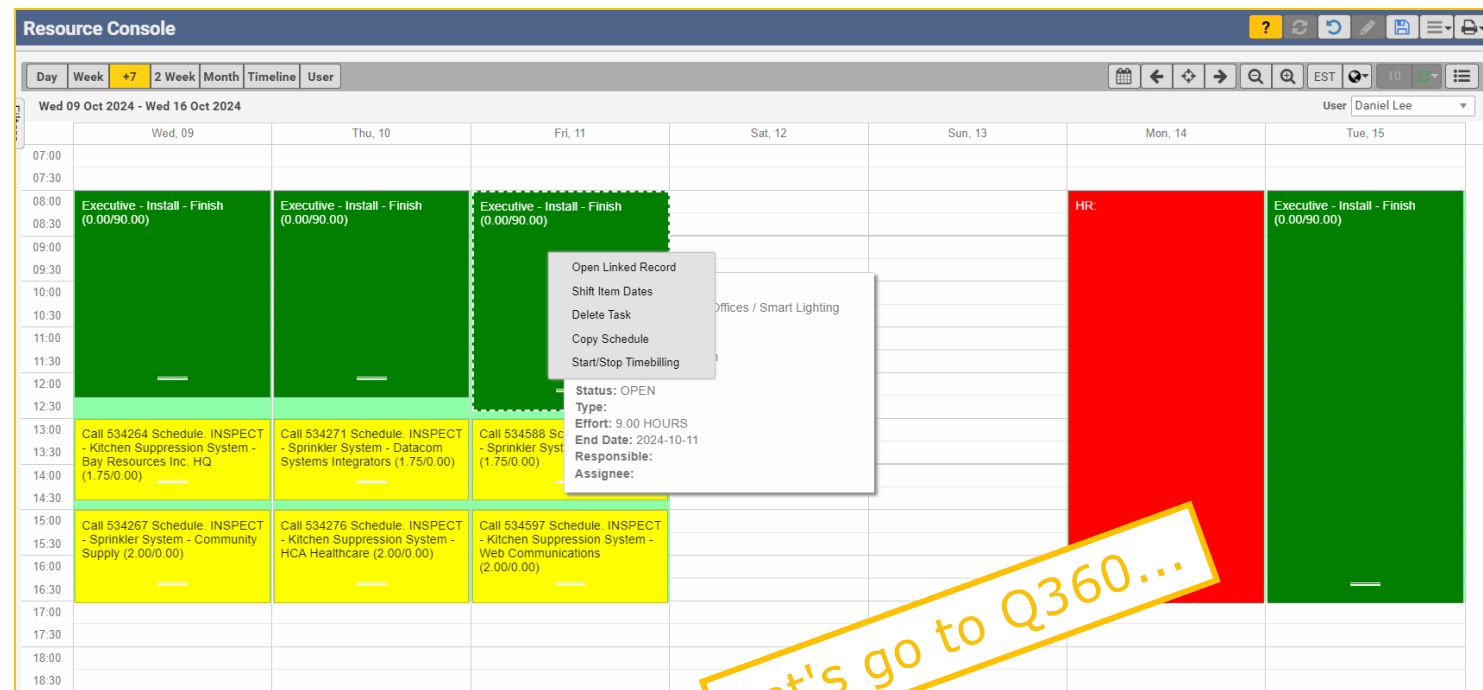 Resource Console
?
Day Week +7 2 Week Month Timeline User
EST
10
Wed 09 Oct 2024 - Wed 16 Oct 2024
User Daniel Lee
Wed, 09 Thu, 10 Fri, 11 Sat, 12 Sun, 13 Mon, 14 Tue, 15
07:00
07:30
08:00
08:30
09:00
09:30
10:00
10:30
11:00
11:30
12:00
12:30
13:00
13:30
14:00
14:30
15:00
15:30
16:00
16:30
17:00
17:30
18:00
18:30
Executive - Install - Finish
(0.00/90.00)
Call 534264 Schedule. INSPECT
- Kitchen Suppression System -
Bay Resources Inc. HQ
(1.75/0.00)
Call 534267 Schedule. INSPECT
- Sprinkler System - Community
Supply (2.00/0.00)
Executive - Install - Finish
(0.00/90.00)
Call 534271 Schedule. INSPECT
- Sprinkler System - Datacom
Systems Integrators (1.75/0.00)
Call 534276 Schedule. INSPECT
- Kitchen Suppression System -
HCA Healthcare (2.00/0.00)
Executive - Install - Finish
(0.00/90.00)
Call 534588
- Sprinkler
(1.75/0.00)
Call 534597 Schedule. INSPECT
- Kitchen Suppression System -
Web Communications
(2.00/0.00)
Open Linked Record
Shift Item Dates
Delete Task
Copy Schedule
Start/Stop Timebilling
Offices / Smart Lighting
Status: OPEN
Type:
Effort: 9.00 HOURS
End Date: 2024-10-11
Responsible:
Assignee:
HR:
Executive - Install - Finish
(0.00/90.00)
go to Q360...